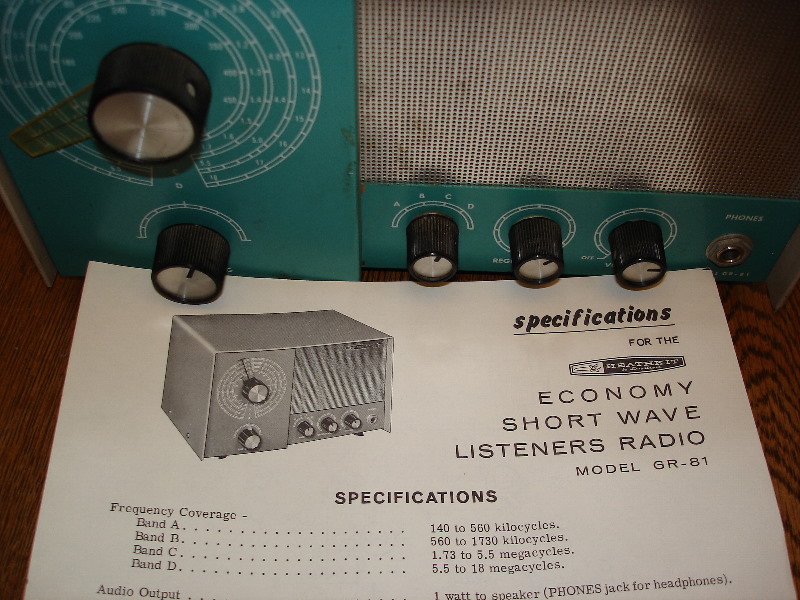 A B C D
PHONES
OFF
D
specifications
FOR THE
HEATHKIT
ECONOMY
SHORT WAVE
LISTENERS RADIO
MODEL GR-81
SPECIFICATIONS
Frequency Coverage -
Band A. . . . . . . . . . . . . . . . . 140 to 560 kilocycles.
Band B. . . . . . . . . . . . . . . . . 560 to 1730 kilocycles.
Band C . . . . . . . . . . . . . . . . . 1.73 to 5.5 megacycles.
Band D. . . . . . . . . . . . . . . . . 5.5 to 18 megacycles.
Audio Output . . . . . . . . . . . . . . . . . 1 watt to speaker (PHONES jack for headphones).